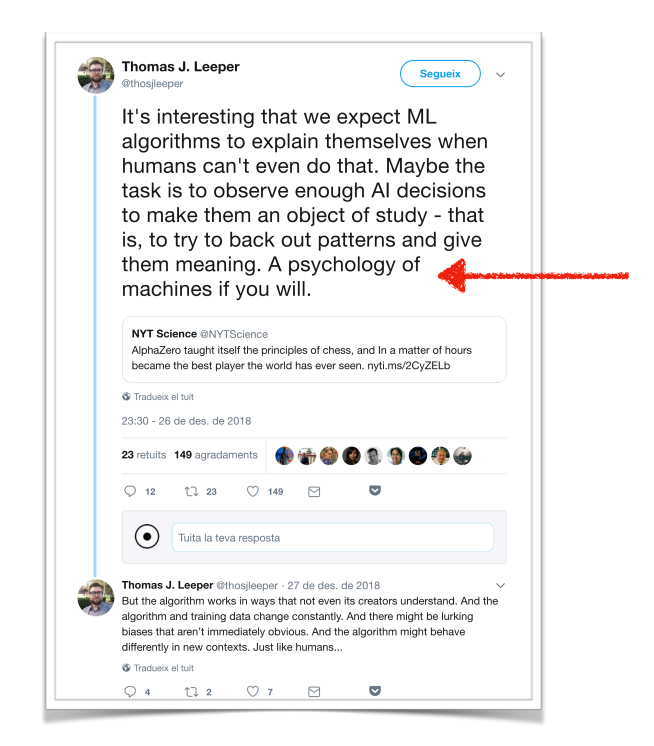 Thomas J. Leeper
@thosjleeper
Segueix
It's interesting that we expect ML
algorithms to explain themselves when
humans can't even do that. Maybe the
task is to observe enough AI decisions
to make them an object of study - that
is, to try to back out patterns and give
them meaning. A psychology of
machines if you will.
NYT Science @NYTScience
AlphaZero taught itself the principles of chess, and In a matter of hours
became the best player the world has ever seen. nyti.ms/2CyZELb
Tradueix el tuit
23:30 - 26 de des. de 2018
23 retuits 149 agradaments
12 23 149
Tuita la teva resposta
Thomas J. Leeper @thosjleeper · 27 de des. de 2018
But the algorithm works in ways that not even its creators understand. And the
algorithm and training data change constantly. And there might be lurking
biases that aren't immediately obvious. And the algorithm might behave
differently in new contexts. Just like humans...
Tradueix el tuit
4 2 7